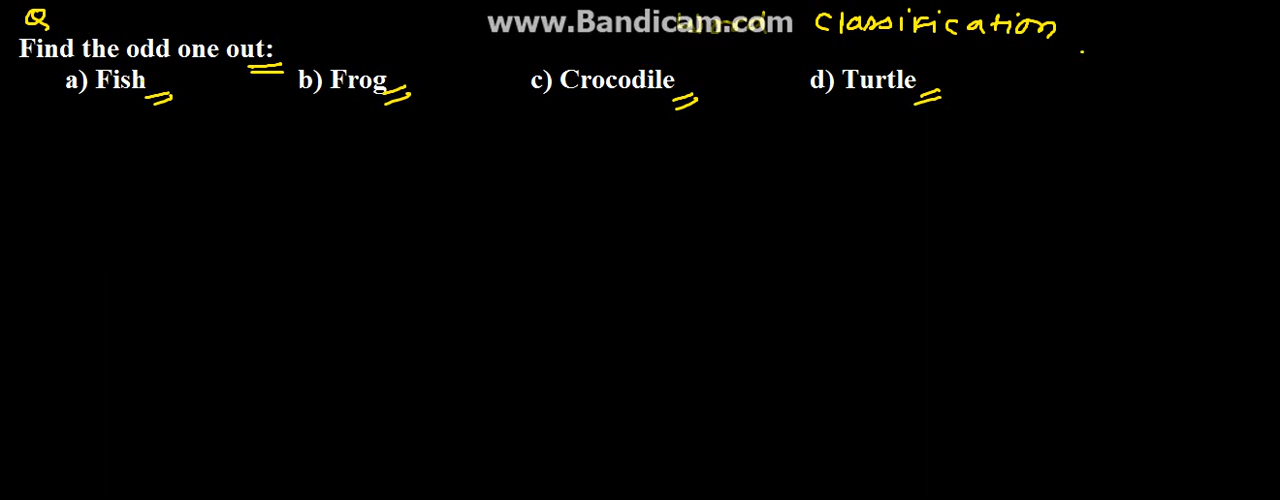 Q www.Bandicam.com Classification
Find the odd one out:
a) Fish b) Frog c) Crocodile d) Turtle